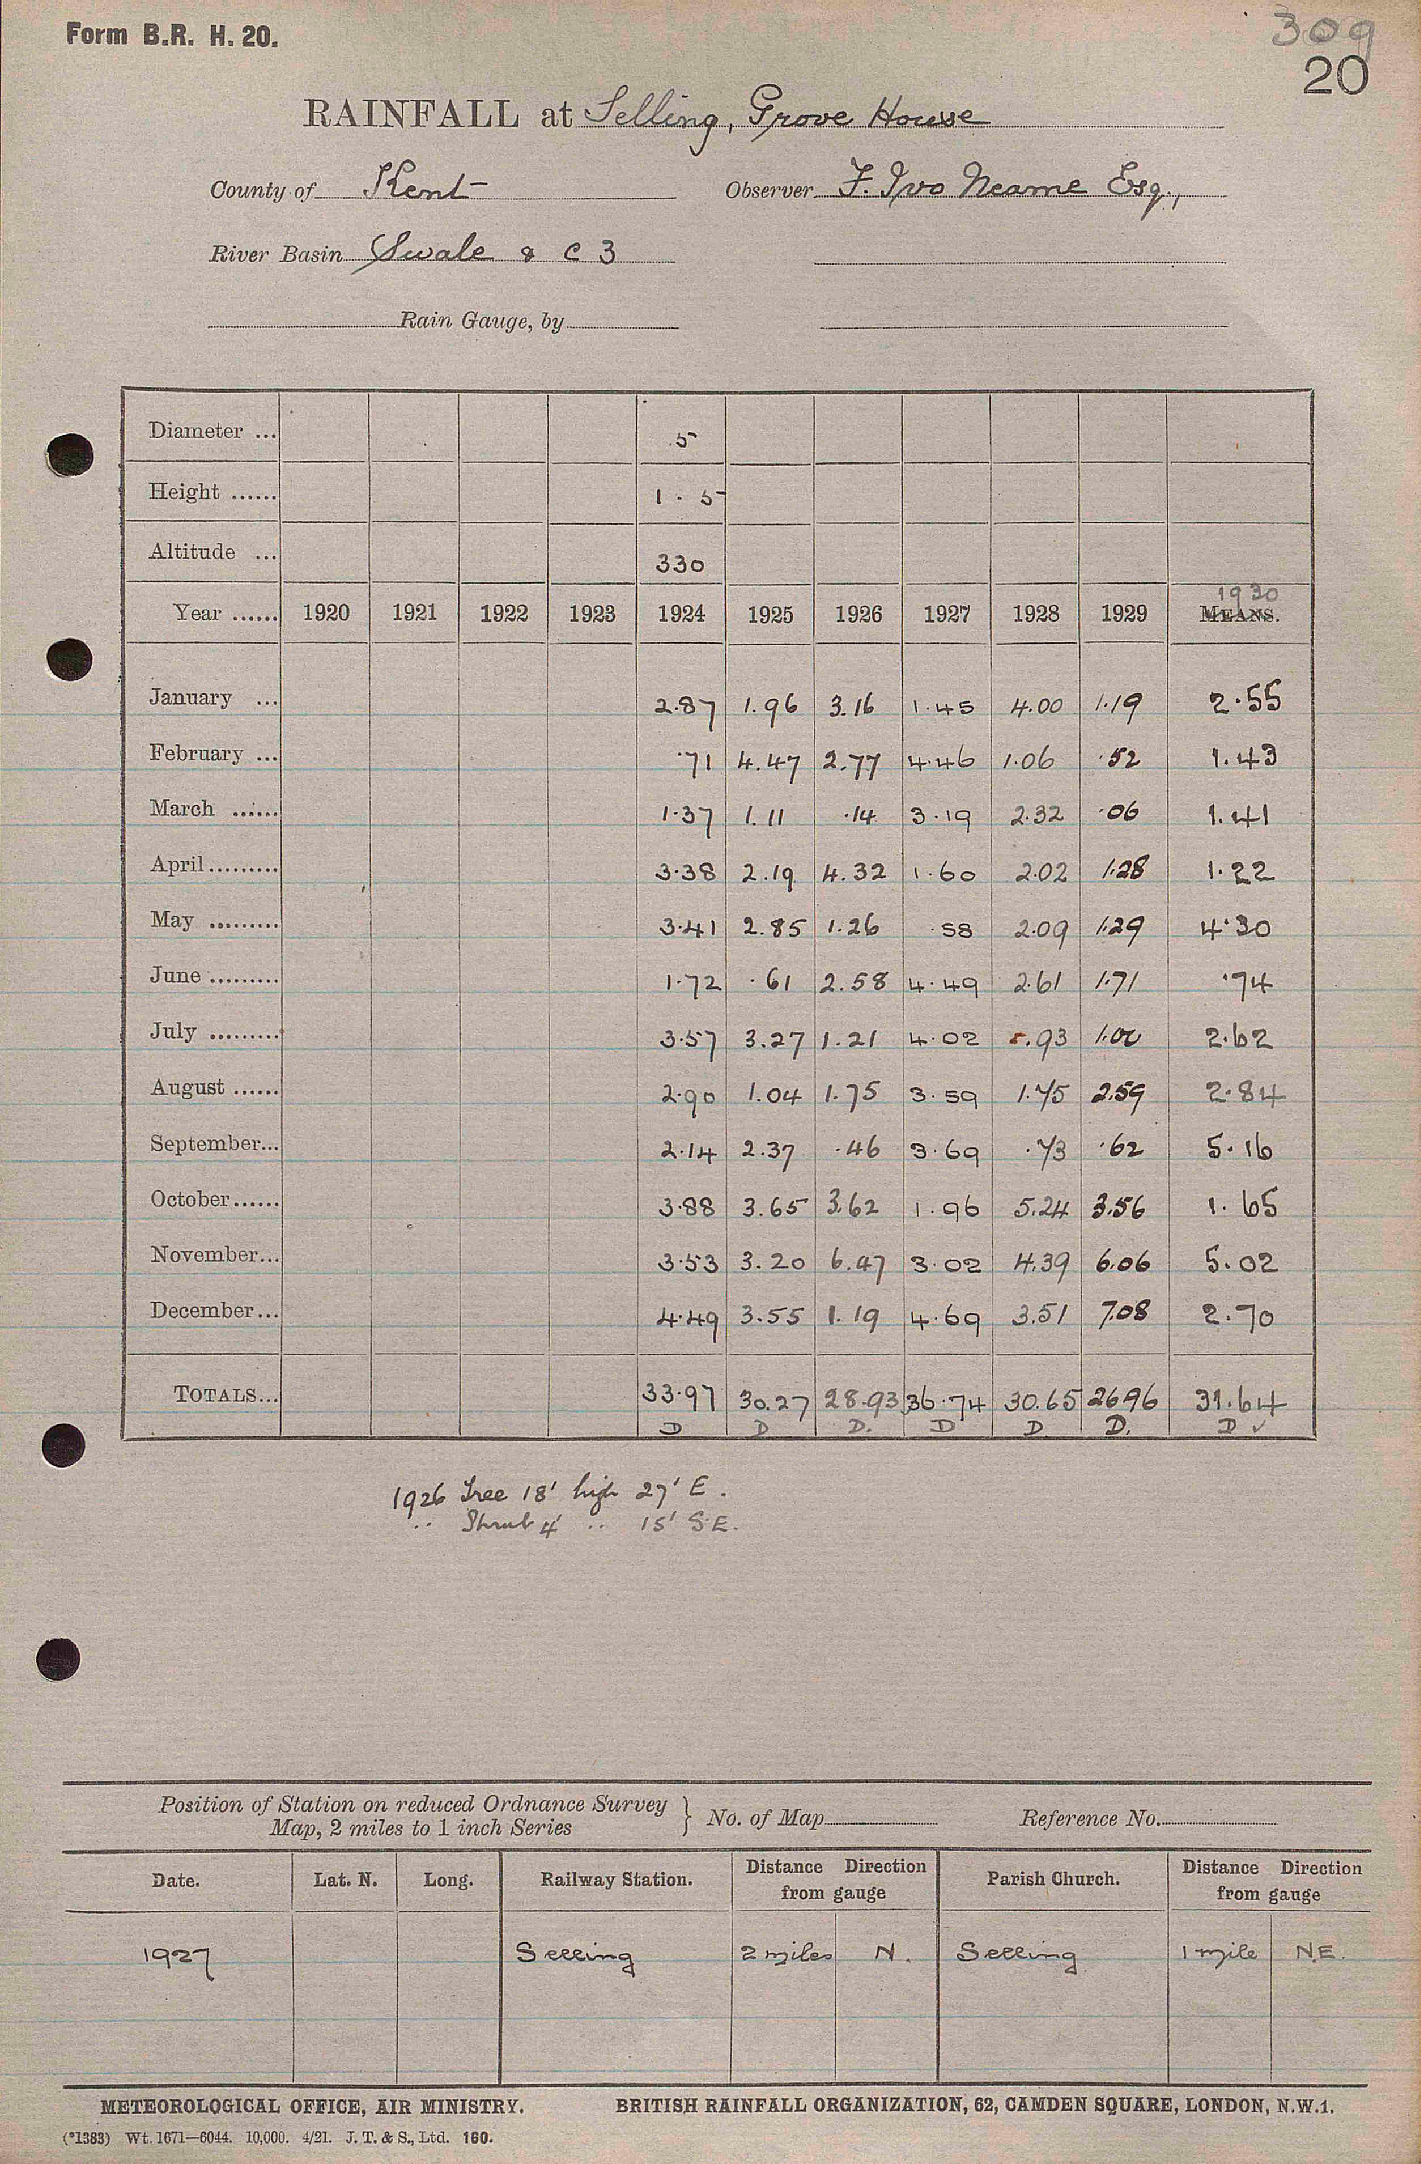 Form B.R. H. 20.
309
20
RAINFALL at Selling, Grove House
County of Kent Observer F. Ivo Neame Esq.,
River Basin Swale & C 3
Rain Gauge, by
Diameter ... 5
Height ...... 1 . 5
Altitude ... 330
1930
Year ...... 1920 1921 1922 1923 1924 1925 1926 1927 1928 1929 MEANS.
January ... 2.87 1.96 3.16 1.45 4.00 1.19 2.55
February ... .71 4.47 2.77 4.46 1.06 .52 1.43
March ...... 1.37 1.11 .14 3.19 2.32 .06 1.41
April ......... 3.38 2.19 4.32 1.60 2.02 1.28 1.22
May ......... 3.41 2.85 1.26 .58 2.09 1.29 4.30
June ......... 1.72 .61 2.58 4.49 2.61 1.71 .74
July ......... 3.57 3.27 1.21 4.02 .93 1.00 2.62
August ...... 2.90 1.04 1.75 3.59 1.75 2.59 2.84
September... 2.14 2.37 .46 3.69 .73 .62 5.16
October...... 3.88 3.65 3.62 1.96 5.24 3.56 1.65
November... 3.53 3.20 6.47 3.02 4.39 6.06 5.02
December... 4.49 3.55 1.19 4.69 3.51 7.08 2.70
TOTALS... 33.97 30.27 28.93 36.74 30.65 26.96 31.64
D D D. D D D. D ✓
1926 Tree 18' high 27' E.
.. Shrub 4' .. 15' S.E.
Position of Station on reduced Ordnance Survey
Map, 2 miles to 1 inch Series } No. of Map Reference No.
Date. Lat. N. Long. Railway Station. Distance Direction from gauge Parish Church. Distance Direction from gauge
1927 Selling 2 miles N. Selling 1 mile NE.
METEOROLOGICAL OFFICE, AIR MINISTRY. BRITISH RAINFALL ORGANIZATION, 62, CAMDEN SQUARE, LONDON, N.W.1.
(*1383) Wt. 1671—6044. 10,000. 4/21. J. T. & S., Ltd. 160.